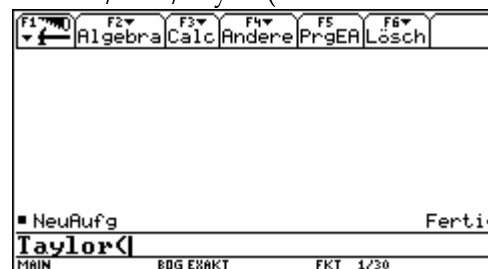 F1 F2 F3 F4 F5 F6
Algebra Calc Andere PrgEA Lösch
NeuAufg Ferti
Taylor(
MAIN BOG EXAKT FKT 1/30